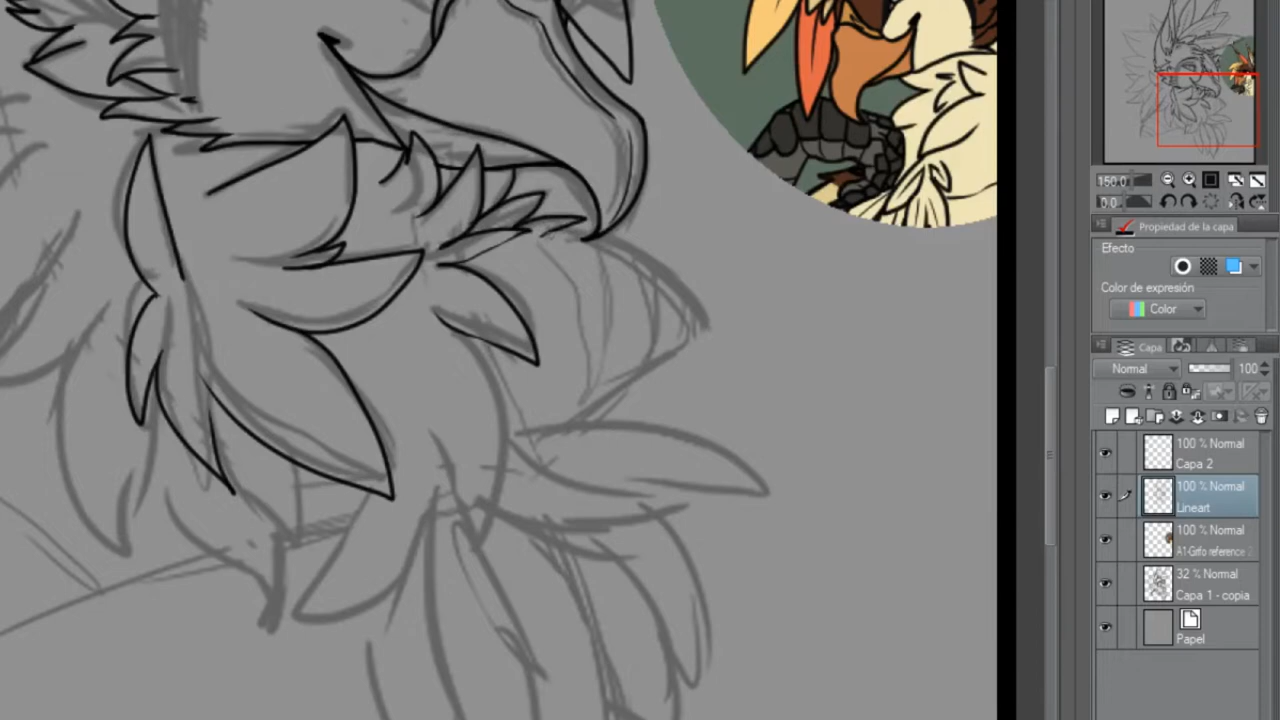 150.0
0.0
Propiedad de la capa
Efecto
Color de expresión
Color
Capa
Normal 100
100 % Normal
Capa 2
100 % Normal
Lineart
100 % Normal
A1-Grifo reference 2
32 % Normal
Capa 1 - copia
Papel